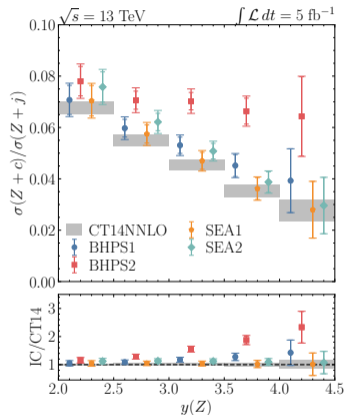 √s = 13 TeV ∫ ℒ dt = 5 fb⁻¹
0.10
0.08
0.06
0.04
0.02
0.00
σ(Z + c)/σ(Z + j)
CT14NNLO
BHPS1
BHPS2
SEA1
SEA2
IC/CT14
3
2
1
2.0 2.5 3.0 3.5 4.0 4.5
y(Z)